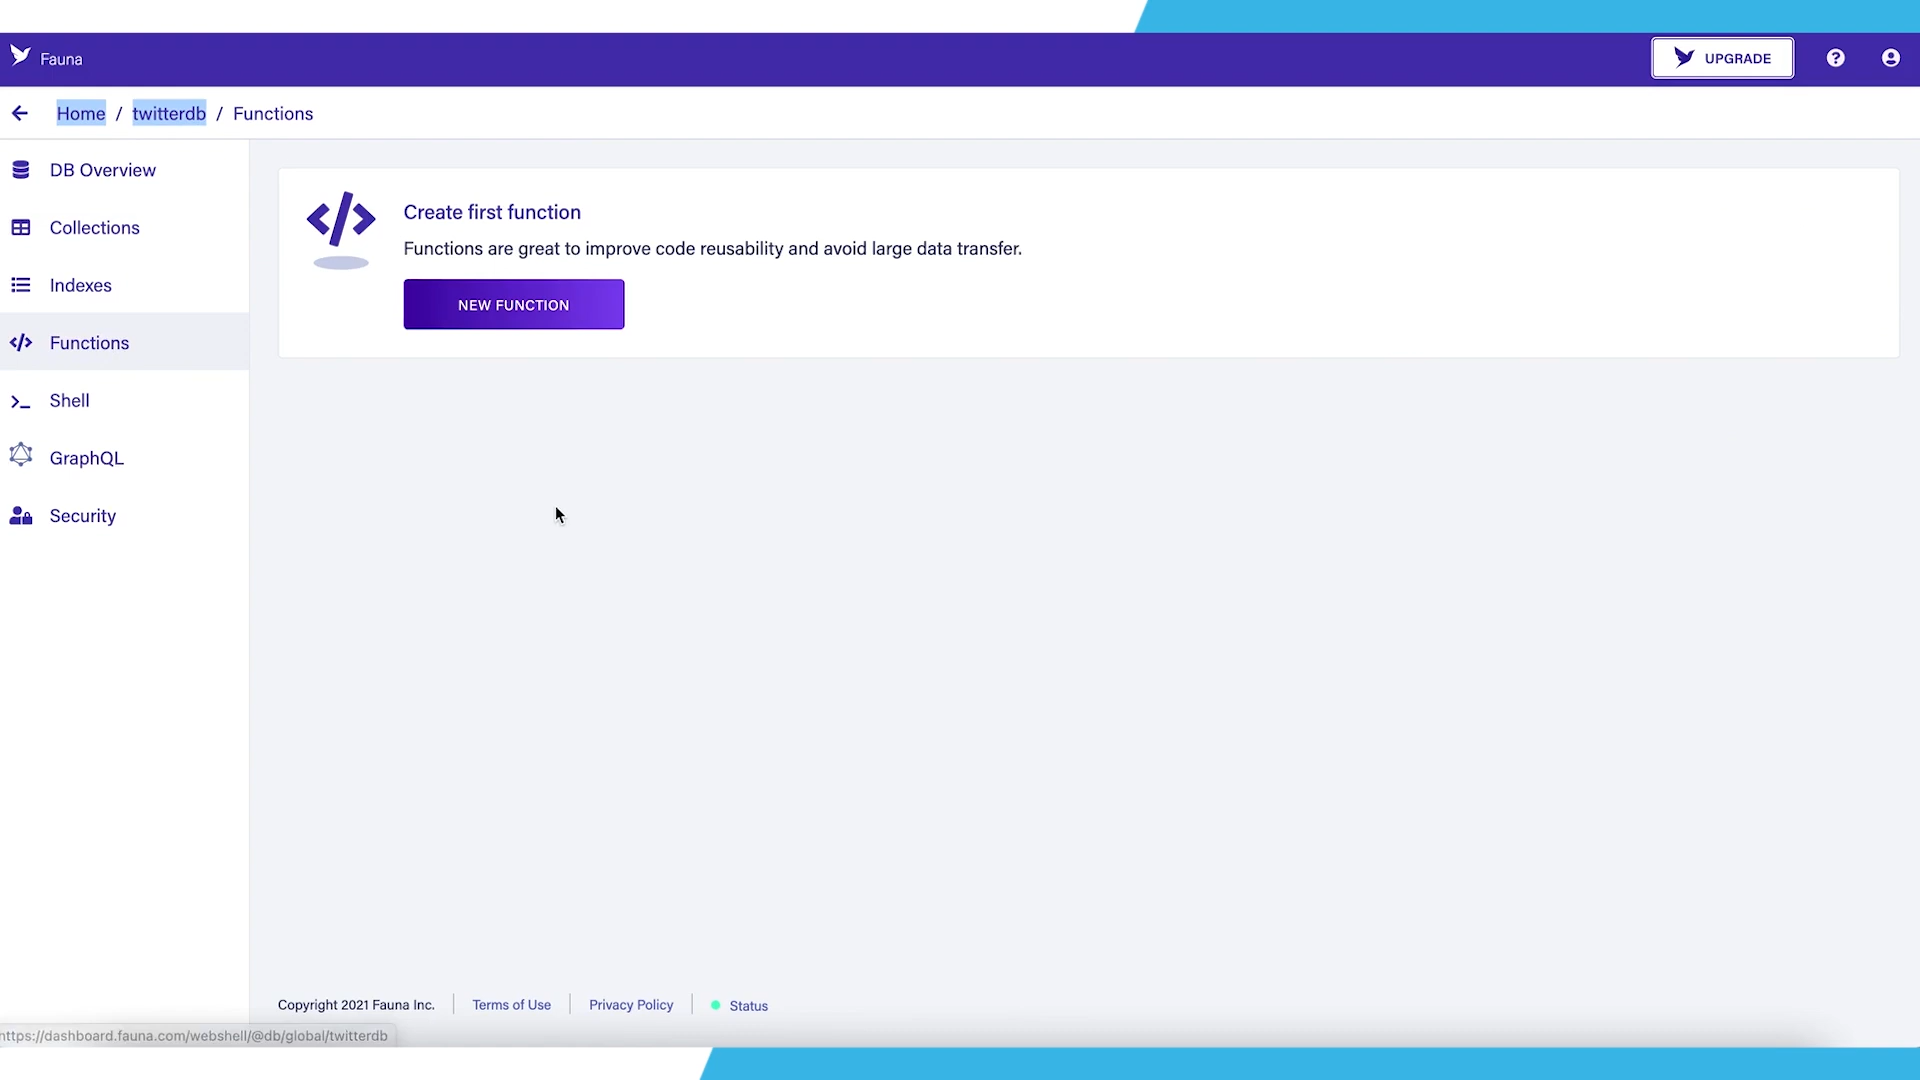 Fauna
UPGRADE
Home / twitterdb / Functions
DB Overview
Collections
Indexes
Functions
Shell
GraphQL
Security
Create first function
Functions are great to improve code reusability and avoid large data transfer.
NEW FUNCTION
Copyright 2021 Fauna Inc.
Terms of Use
Privacy Policy
Status
https://dashboard.fauna.com/webshell/@db/global/twitterdb